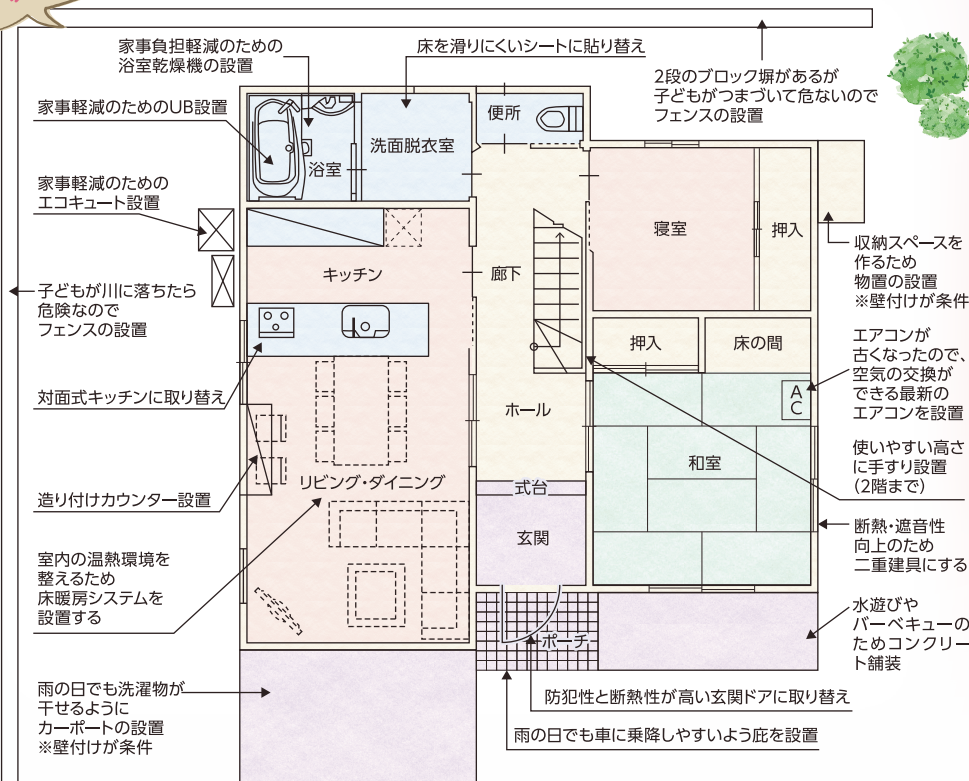 家事負担軽減のための
浴室乾燥機の設置
床を滑りにくいシートに貼り替え
2段のブロック塀があるが
子どもがつまづいて危ないので
フェンスの設置
家事軽減のためのUB設置
家事軽減のための
エコキュート設置
子どもが川に落ちたら
危険なので
フェンスの設置
対面式キッチンに取り替え
造り付けカウンター設置
室内の温熱環境を
整えるため
床暖房システムを
設置する
雨の日でも洗濯物が
干せるように
カーポートの設置
※壁付けが条件
浴室
洗面脱衣室
便所
キッチン
廊下
寝室
押入
押入
床の間
AC
ホール
和室
リビング・ダイニング
式台
玄関
ポーチ
収納スペースを
作るため
物置の設置
※壁付けが条件
エアコンが
古くなったので、
空気の交換が
できる最新の
エアコンを設置
使いやすい高さ
に手すり設置
(2階まで)
断熱・遮音性
向上のため
二重建具にする
水遊びや
バーベキューの
ためコンクリー
ト舗装
防犯性と断熱性が高い玄関ドアに取り替え
雨の日でも車に乗降しやすいよう庇を設置